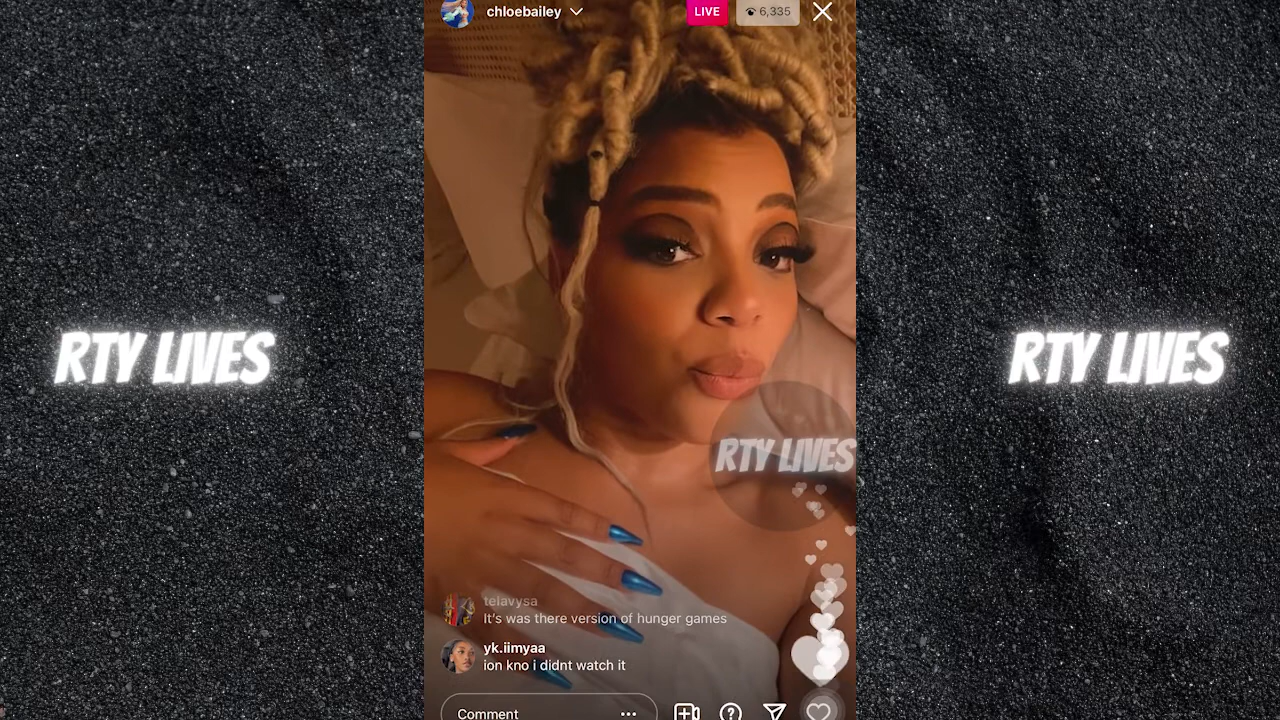 chloebailey
LIVE
6,335
RTY LIVES
RTY LIVES
RTY LIVES
telavysa
It's was there version of hunger games
yk.iimyaa
ion kno i didnt watch it
Comment